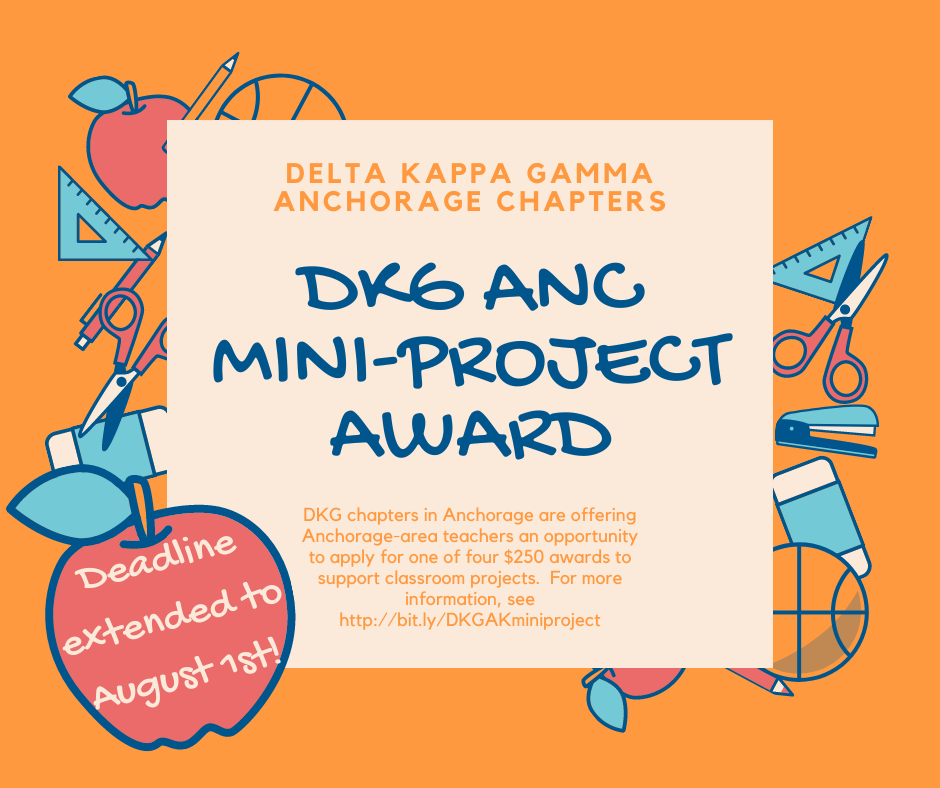 DELTA KAPPA GAMMA
ANCHORAGE CHAPTERS
DKG ANC
MINI-PROJECT
AWARD
DKG chapters in Anchorage are offering
Anchorage-area teachers an opportunity
to apply for one of four $250 awards to
support classroom projects.  For more
information, see
http://bit.ly/DKGAKminiproject
Deadline
extended to
August 1st!